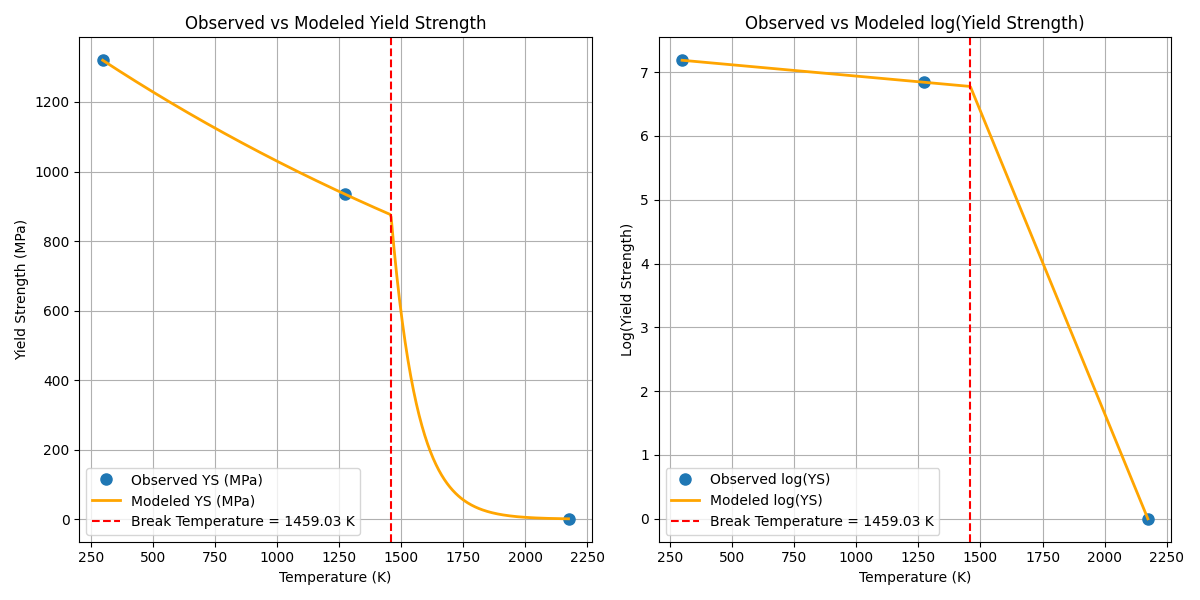 Observed vs Modeled Yield Strength
Yield Strength (MPa)
1200
1000
800
600
400
200
0
Observed YS (MPa)
Modeled YS (MPa)
Break Temperature = 1459.03 K
250 500 750 1000 1250 1500 1750 2000 2250
Temperature (K)
Observed vs Modeled log(Yield Strength)
Log(Yield Strength)
7
6
5
4
3
2
1
0
Observed log(YS)
Modeled log(YS)
Break Temperature = 1459.03 K
250 500 750 1000 1250 1500 1750 2000 2250
Temperature (K)